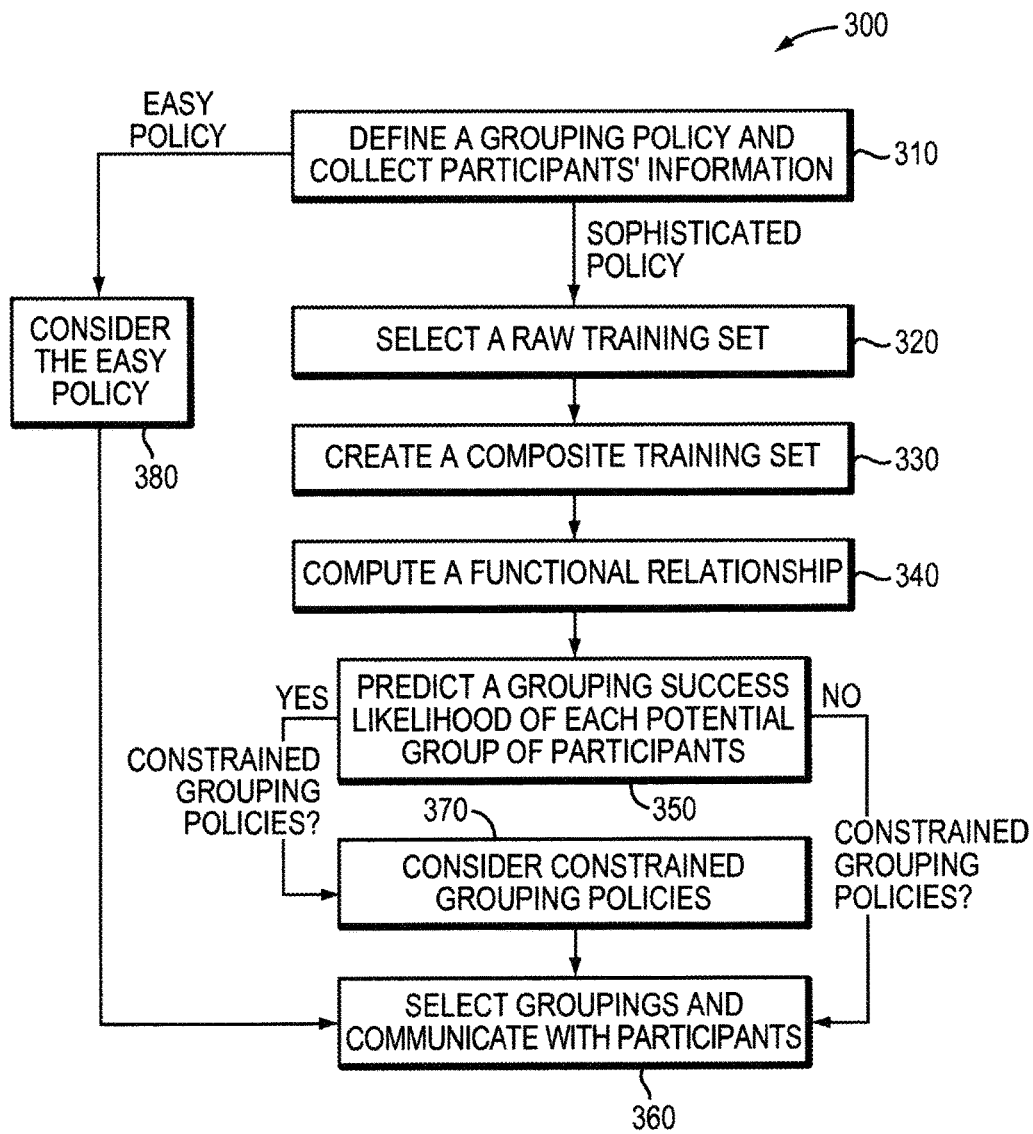 300
EASY
POLICY
DEFINE A GROUPING POLICY AND
COLLECT PARTICIPANTS' INFORMATION
310
SOPHISTICATED
POLICY
CONSIDER
THE EASY
POLICY
380
SELECT A RAW TRAINING SET
320
CREATE A COMPOSITE TRAINING SET
330
COMPUTE A FUNCTIONAL RELATIONSHIP
340
YES
PREDICT A GROUPING SUCCESS
LIKELIHOOD OF EACH POTENTIAL
GROUP OF PARTICIPANTS
NO
350
CONSTRAINED
GROUPING
POLICIES?
370
CONSIDER CONSTRAINED
GROUPING POLICIES
CONSTRAINED
GROUPING
POLICIES?
SELECT GROUPINGS AND
COMMUNICATE WITH PARTICIPANTS
360